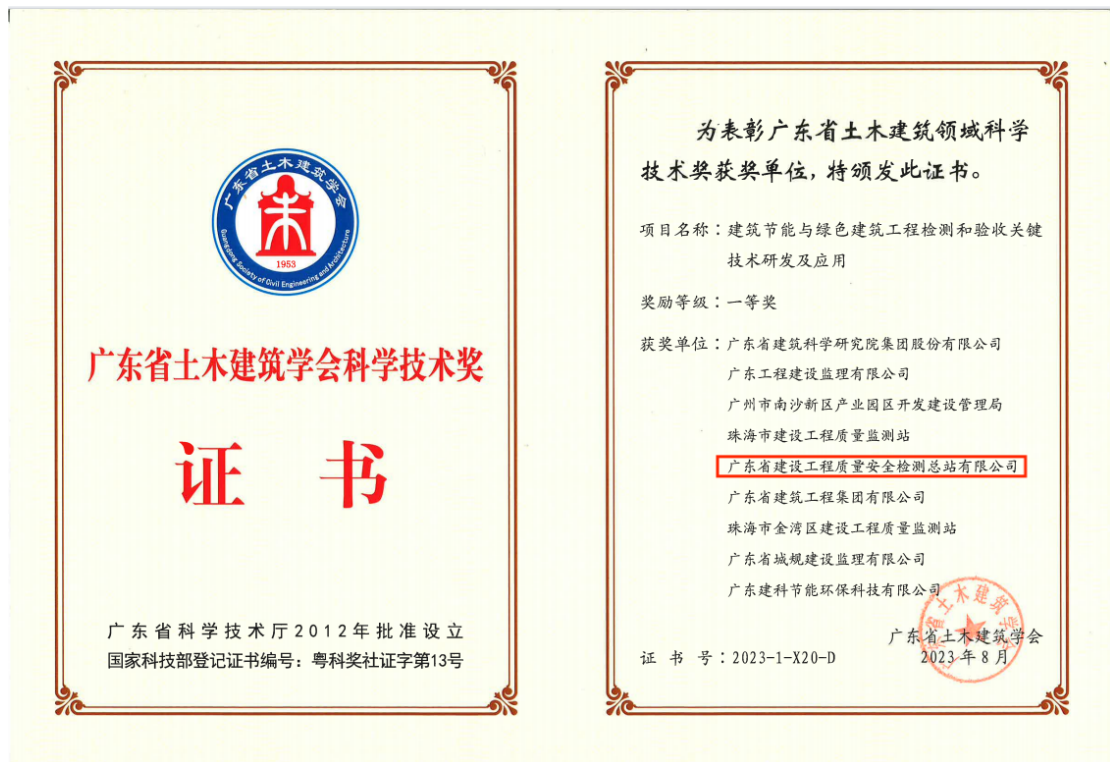 广东省土木建筑学会
1953
Guangdong Society of Civil Engineering and Architecture
广东省土木建筑学会科学技术奖
证 书
广东省科学技术厅2012年批准设立
国家科技部登记证书编号：粤科奖社证字第13号
为表彰广东省土木建筑领域科学
技术奖获奖单位，特颁发此证书。
项目名称：建筑节能与绿色建筑工程检测和验收关键
技术研发及应用
奖励等级：一等奖
获奖单位：广东省建筑科学研究院集团股份有限公司
广东工程建设监理有限公司
广州市南沙新区产业园区开发建设管理局
珠海市建设工程质量监测站
广东省建设工程质量安全检测总站有限公司
广东省建筑工程集团有限公司
珠海市金湾区建设工程质量监测站
广东省城规建设监理有限公司
广东建科节能环保科技有限公司
广东省土木建筑学会
广东省土木建筑学会
证 书 号：2023-1-X20-D
2023年8月